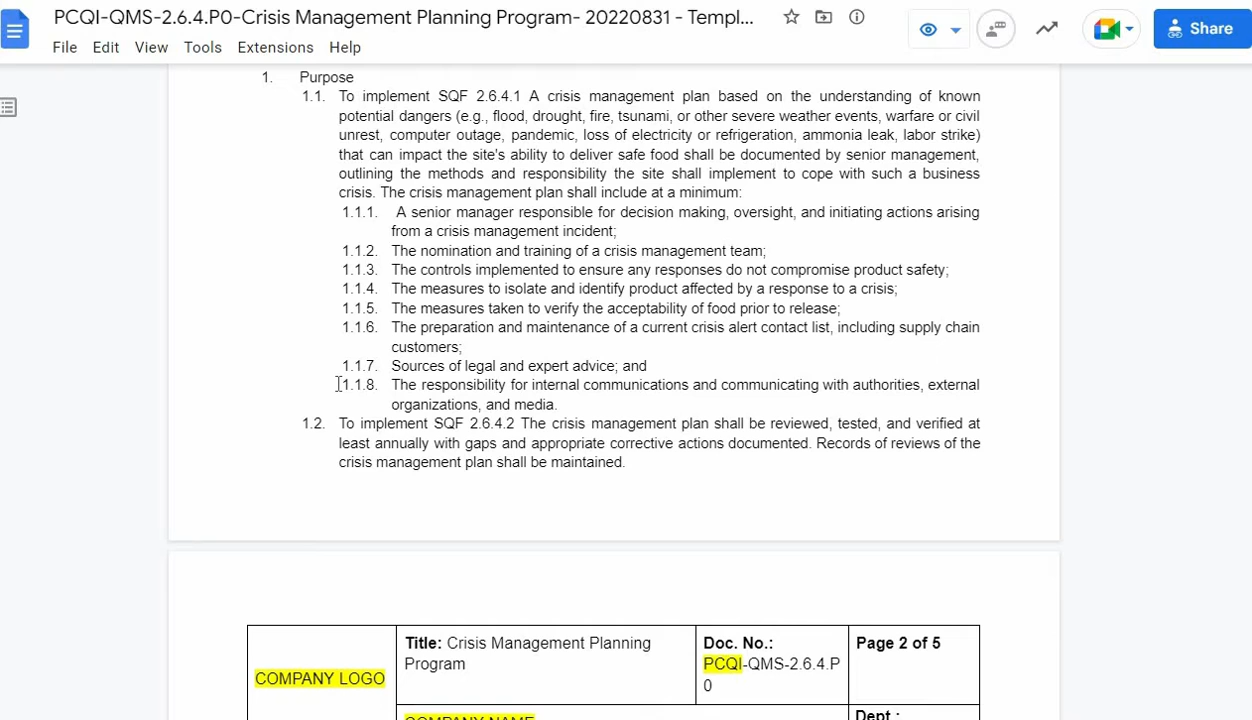 PCQI-QMS-2.6.4.P0-Crisis Management Planning Program- 20220831 - Templ...
File Edit View Tools Extensions Help
Share
1. Purpose
1.1. To implement SQF 2.6.4.1 A crisis management plan based on the understanding of known
potential dangers (e.g., flood, drought, fire, tsunami, or other severe weather events, warfare or civil
unrest, computer outage, pandemic, loss of electricity or refrigeration, ammonia leak, labor strike)
that can impact the site's ability to deliver safe food shall be documented by senior management,
outlining the methods and responsibility the site shall implement to cope with such a business
crisis. The crisis management plan shall include at a minimum:
1.1.1. A senior manager responsible for decision making, oversight, and initiating actions arising
from a crisis management incident;
1.1.2. The nomination and training of a crisis management team;
1.1.3. The controls implemented to ensure any responses do not compromise product safety;
1.1.4. The measures to isolate and identify product affected by a response to a crisis;
1.1.5. The measures taken to verify the acceptability of food prior to release;
1.1.6. The preparation and maintenance of a current crisis alert contact list, including supply chain
customers;
1.1.7. Sources of legal and expert advice; and
1.1.8. The responsibility for internal communications and communicating with authorities, external
organizations, and media.
1.2. To implement SQF 2.6.4.2 The crisis management plan shall be reviewed, tested, and verified at
least annually with gaps and appropriate corrective actions documented. Records of reviews of the
crisis management plan shall be maintained.
COMPANY LOGO
Title: Crisis Management Planning
Program
Doc. No.:
PCQI-QMS-2.6.4.P
0
Page 2 of 5
COMPANY NAME
Dept.: